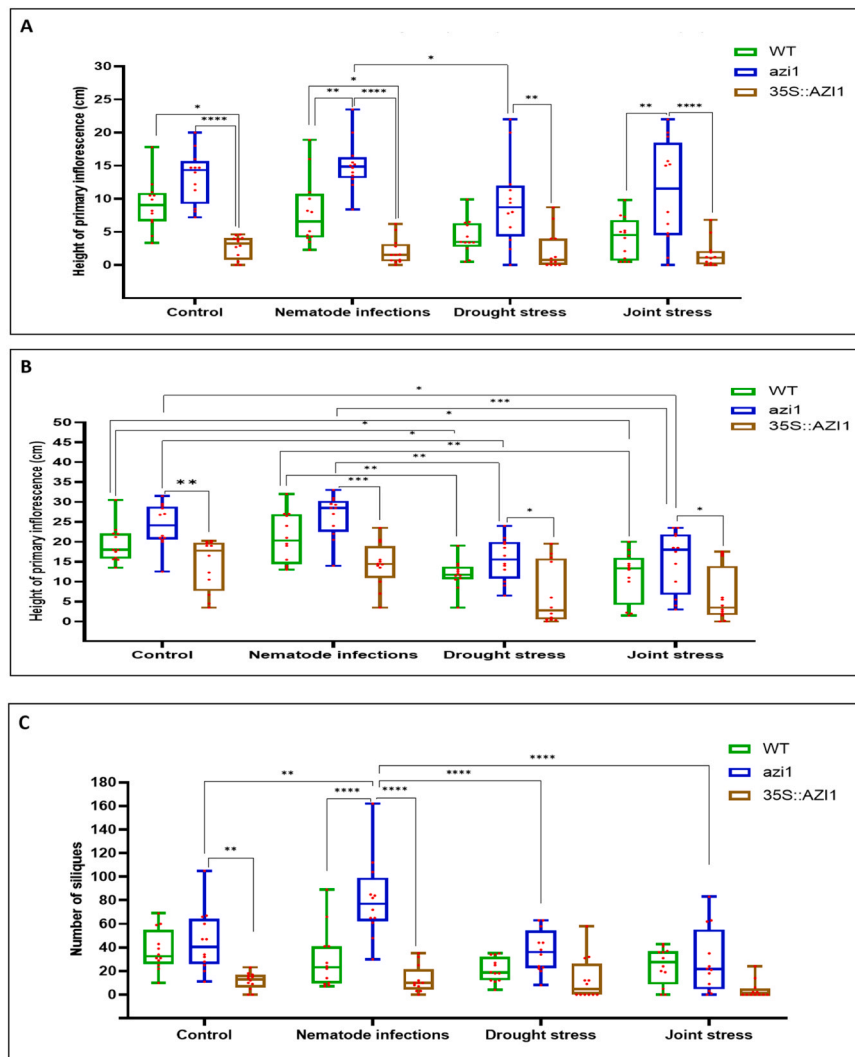 A
WT
azi1
35S::AZI1
Height of primary inflorescence (cm)
30
25
20
15
10
5
0
*
****
*
**
****
*
**
**
****
Control
Nematode infections
Drought stress
Joint stress
B
WT
azi1
35S::AZI1
Height of primary inflorescence (cm)
50
45
40
35
30
25
20
15
10
5
0
*
***
*
*
**
*
**
**
**
***
*
*
Control
Nematode infections
Drought stress
Joint stress
C
WT
azi1
35S::AZI1
Number of siliques
180
160
140
120
100
80
60
40
20
0
****
**
****
****
****
**
Control
Nematode infections
Drought stress
Joint stress